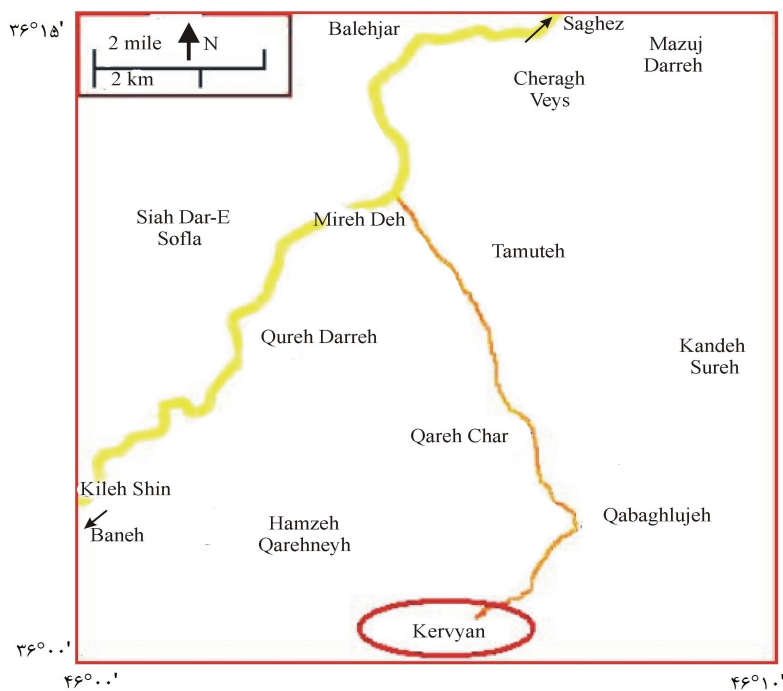 ۳۶°۱۵'
2 mile
N
2 km
Balehjar
Saghez
Mazuj
Darreh
Cheragh
Veys
Siah Dar-E
Sofla
Mireh Deh
Tamuteh
Qureh Darreh
Kandeh
Sureh
Qareh Char
Kileh Shin
Baneh
Hamzeh
Qarehneyh
Qabaghlujeh
Kervyan
۳۶°۰۰'
۴۶°۰۰'
۴۶°۱۰'